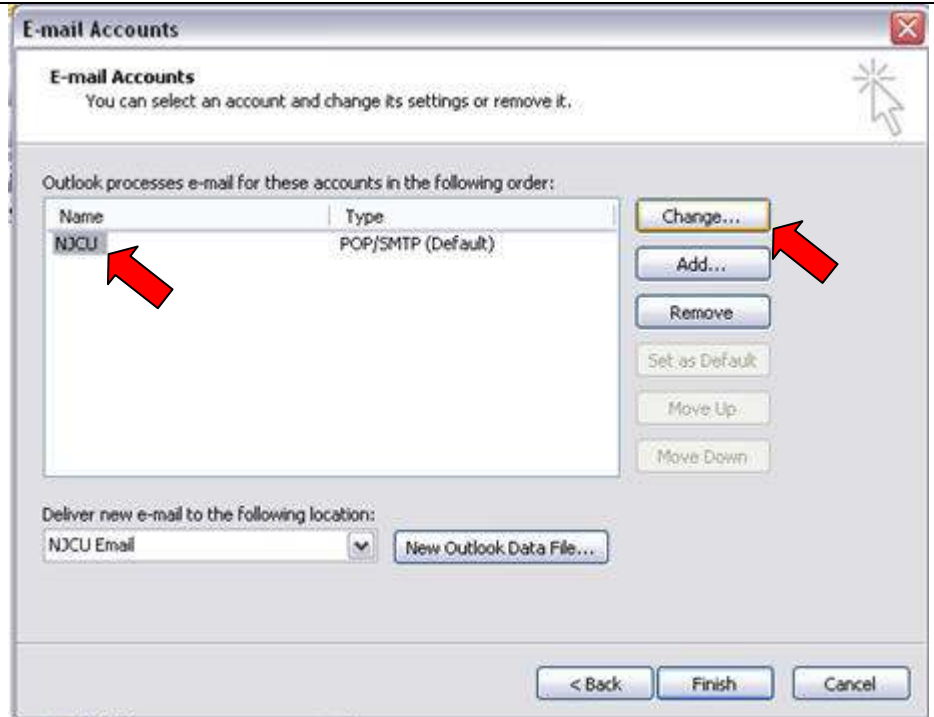 E-mail Accounts
E-mail Accounts
You can select an account and change its settings or remove it.
Outlook processes e-mail for these accounts in the following order:
Name Type
NJCU POP/SMTP (Default)
Change...
Add...
Remove
Set as Default
Move Up
Move Down
Deliver new e-mail to the following location:
NJCU Email New Outlook Data File...
< Back Finish Cancel